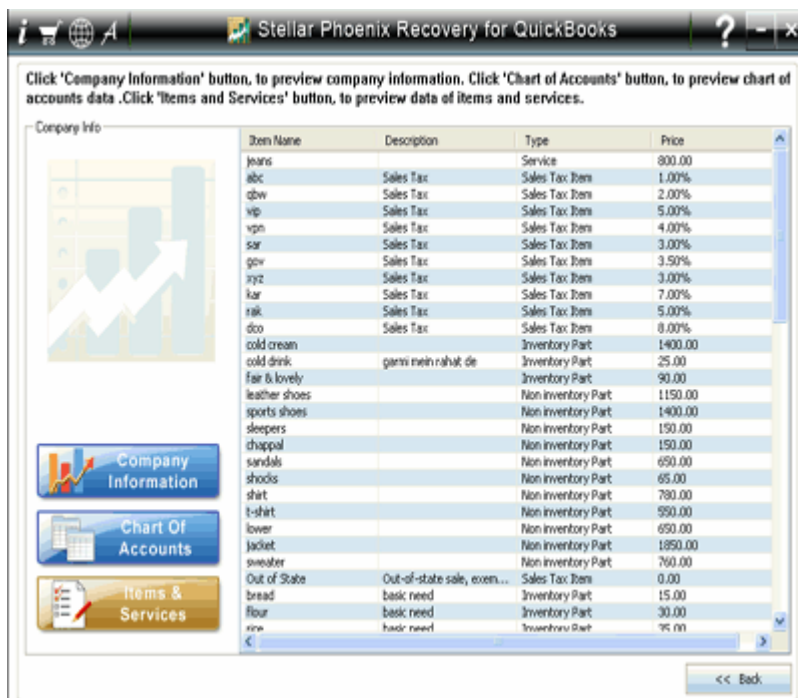 Stellar Phoenix Recovery for QuickBooks
Click 'Company Information' button, to preview company information. Click 'Chart of Accounts' button, to preview chart of
accounts data .Click 'Items and Services' button, to preview data of items and services.
Company Info
Item Name Description Type Price
jeans Service 800.00
abc Sales Tax Sales Tax Item 1.00%
qbw Sales Tax Sales Tax Item 2.00%
vip Sales Tax Sales Tax Item 5.00%
vpn Sales Tax Sales Tax Item 4.00%
sar Sales Tax Sales Tax Item 3.00%
gov Sales Tax Sales Tax Item 3.50%
xyz Sales Tax Sales Tax Item 3.00%
kar Sales Tax Sales Tax Item 7.00%
rak Sales Tax Sales Tax Item 5.00%
dco Sales Tax Sales Tax Item 8.00%
cold cream Inventory Part 1400.00
cold drink garmi mein rahat de Inventory Part 25.00
fair & lovely Inventory Part 90.00
leather shoes Non inventory Part 1150.00
sports shoes Non inventory Part 1400.00
sleepers Non inventory Part 150.00
chappal Non inventory Part 150.00
sandals Non inventory Part 650.00
shocks Non inventory Part 65.00
shirt Non inventory Part 780.00
t-shirt Non inventory Part 550.00
lower Non inventory Part 650.00
jacket Non inventory Part 1850.00
sweater Non inventory Part 760.00
Out of State Out-of-state sale, exem... Sales Tax Item 0.00
bread basic need Inventory Part 15.00
flour basic need Inventory Part 30.00
rice basic need Inventory Part 35.00
Company
Information
Chart Of
Accounts
Items &
Services
<< Back